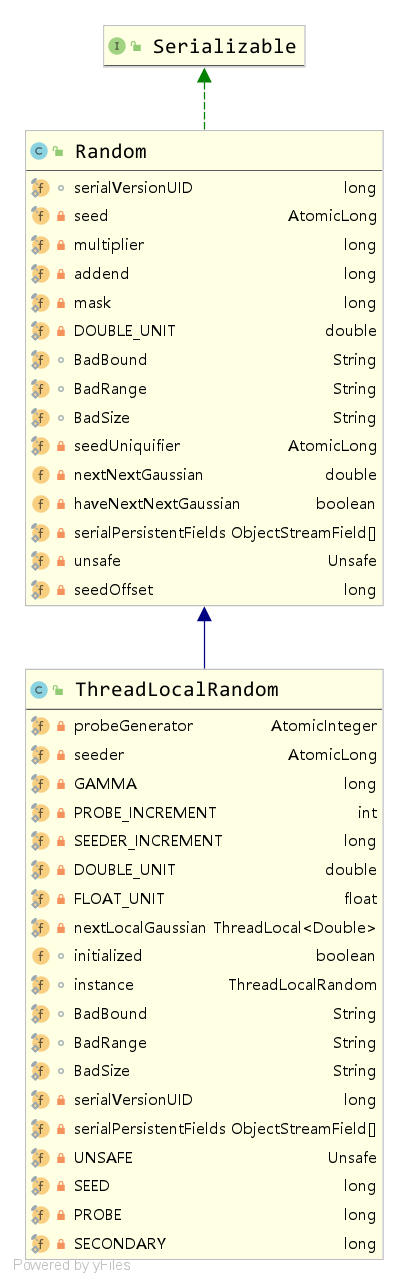 Serializable
Random
serialVersionUID long
seed AtomicLong
multiplier long
addend long
mask long
DOUBLE_UNIT double
BadBound String
BadRange String
BadSize String
seedUniquifier AtomicLong
nextNextGaussian double
haveNextNextGaussian boolean
serialPersistentFields ObjectStreamField[]
unsafe Unsafe
seedOffset long
ThreadLocalRandom
probeGenerator AtomicInteger
seeder AtomicLong
GAMMA long
PROBE_INCREMENT int
SEEDER_INCREMENT long
DOUBLE_UNIT double
FLOAT_UNIT float
nextLocalGaussian ThreadLocal<Double>
initialized boolean
instance ThreadLocalRandom
BadBound String
BadRange String
BadSize String
serialVersionUID long
serialPersistentFields ObjectStreamField[]
UNSAFE Unsafe
SEED long
PROBE long
SECONDARY long
Powered by yFiles